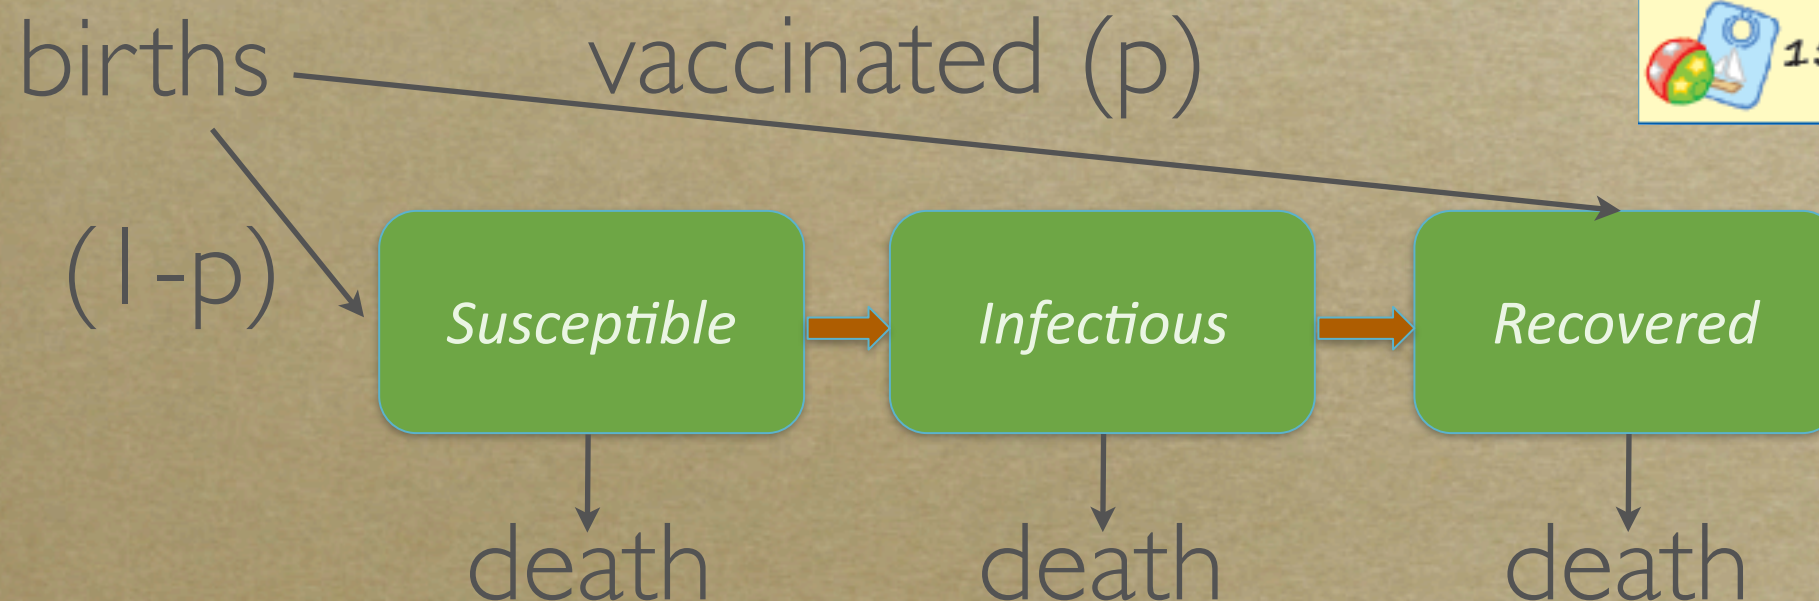 births
vaccinated (p)
(1-p)
Susceptible
Infectious
Recovered
death
death
death